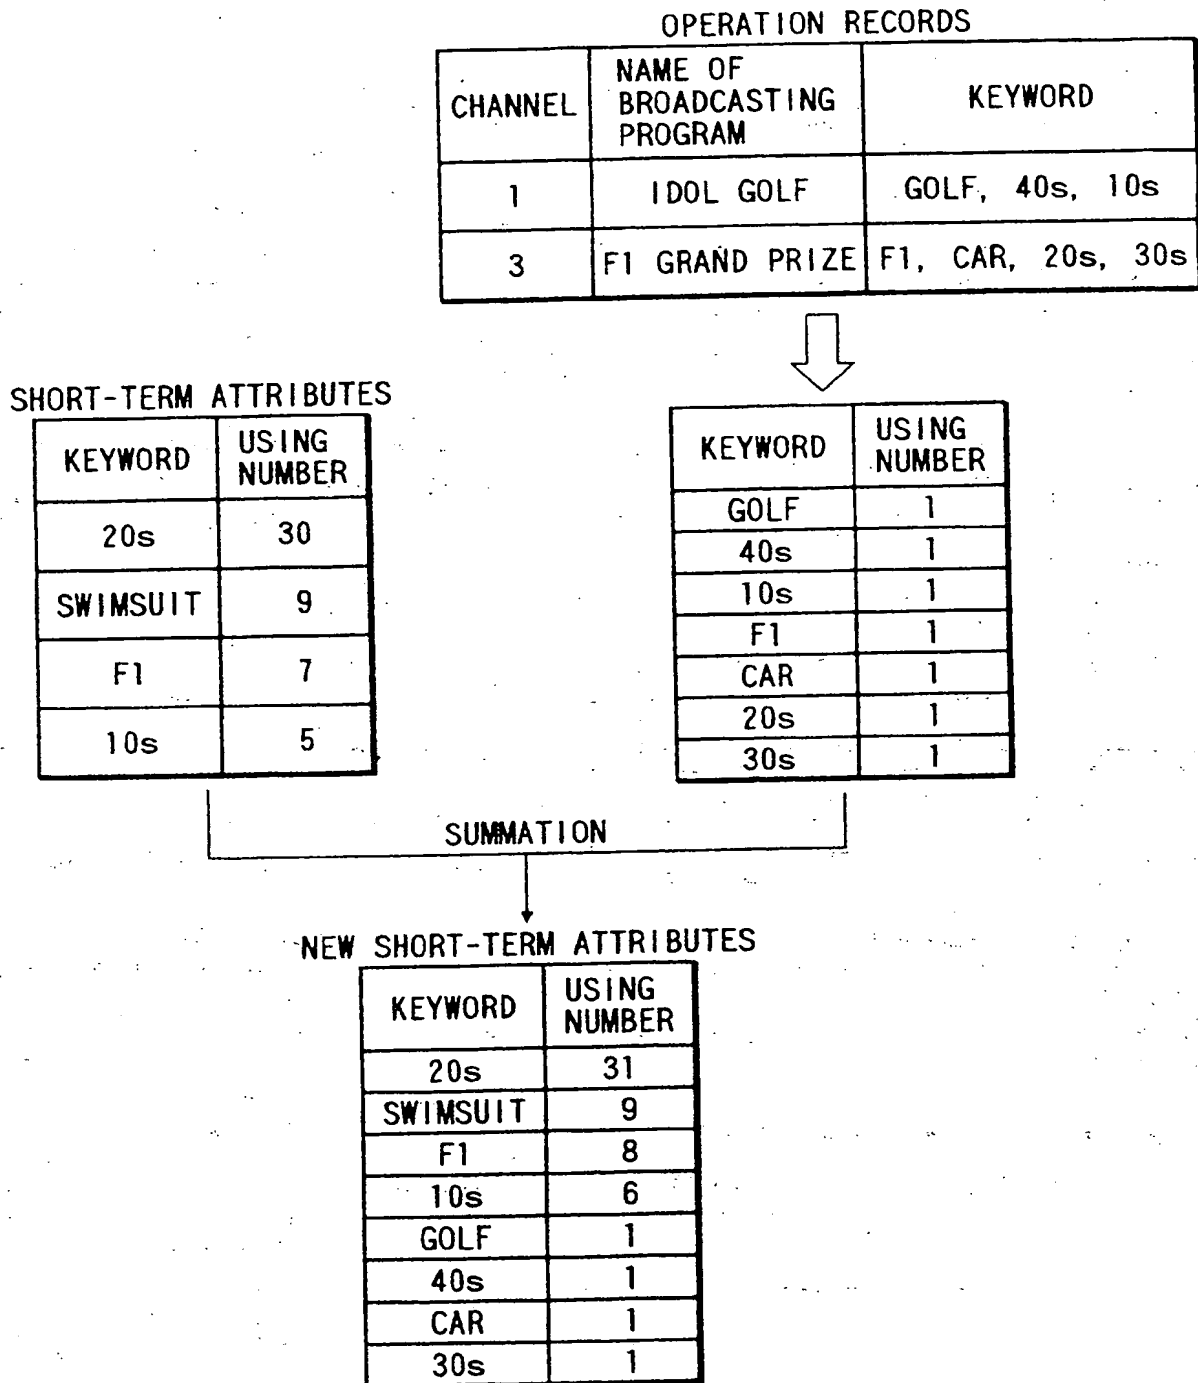 OPERATION RECORDS
CHANNEL
NAME OF
BROADCASTING
PROGRAM
KEYWORD
1
IDOL GOLF
GOLF, 40s, 10s
3
F1 GRAND PRIZE
F1, CAR, 20s, 30s
SHORT-TERM ATTRIBUTES
KEYWORD
USING
NUMBER
20s
30
SWIMSUIT
9
F1
7
10s
5
KEYWORD
USING
NUMBER
GOLF
1
40s
1
10s
1
F1
1
CAR
1
20s
1
30s
1
SUMMATION
NEW SHORT-TERM ATTRIBUTES
KEYWORD
USING
NUMBER
20s
31
SWIMSUIT
9
F1
8
10s
6
GOLF
1
40s
1
CAR
1
30s
1